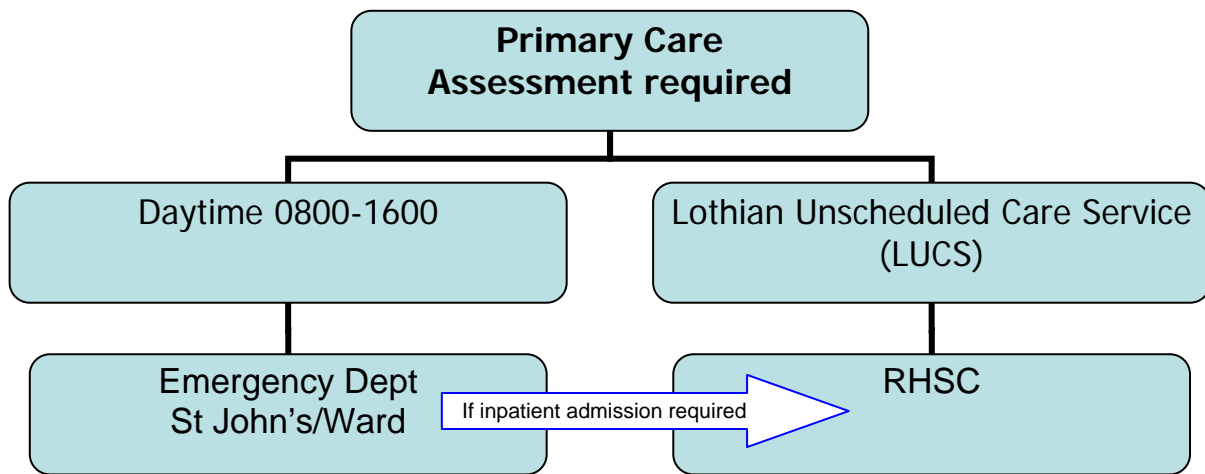 Primary Care
Assessment required
Daytime 0800-1600
Lothian Unscheduled Care Service
(LUCS)
Emergency Dept
St John’s/Ward
If inpatient admission required
RHSC